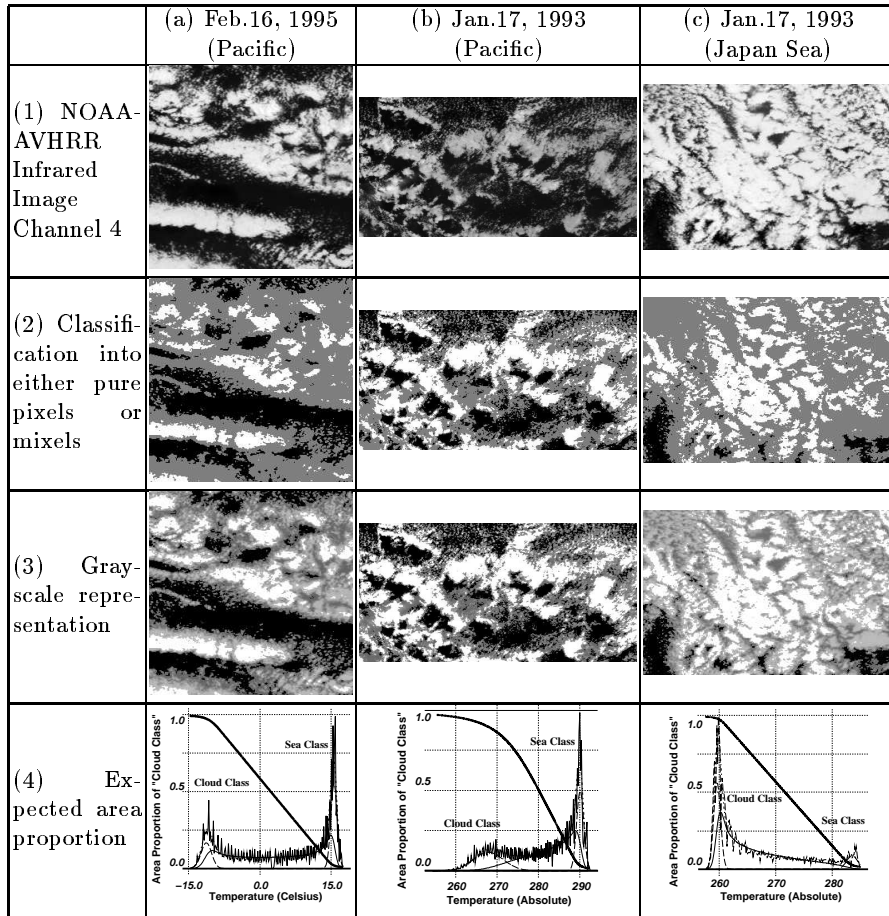 (a) Feb.16, 1995
(Pacific)
(b) Jan.17, 1993
(Pacific)
(c) Jan.17, 1993
(Japan Sea)
(1) NOAA-
AVHRR
Infrared
Image
Channel 4
(2) Classifi-
cation into
either pure
pixels or
mixels
(3) Gray-
scale repre-
sentation
(4) Ex-
pected area
proportion
Area Proportion of "Cloud Class"
1.0
0.5
0.0
Sea Class
Cloud Class
-15.0 0.0 15.0
Temperature (Celsius)
Area Proportion of "Cloud Class"
1.0
0.5
0.0
Sea Class
Cloud Class
260 270 280 290
Temperature (Absolute)
Area Proportion of "Cloud Class"
1.0
0.5
0.0
Cloud Class
Sea Class
260 270 280
Temperature (Absolute)